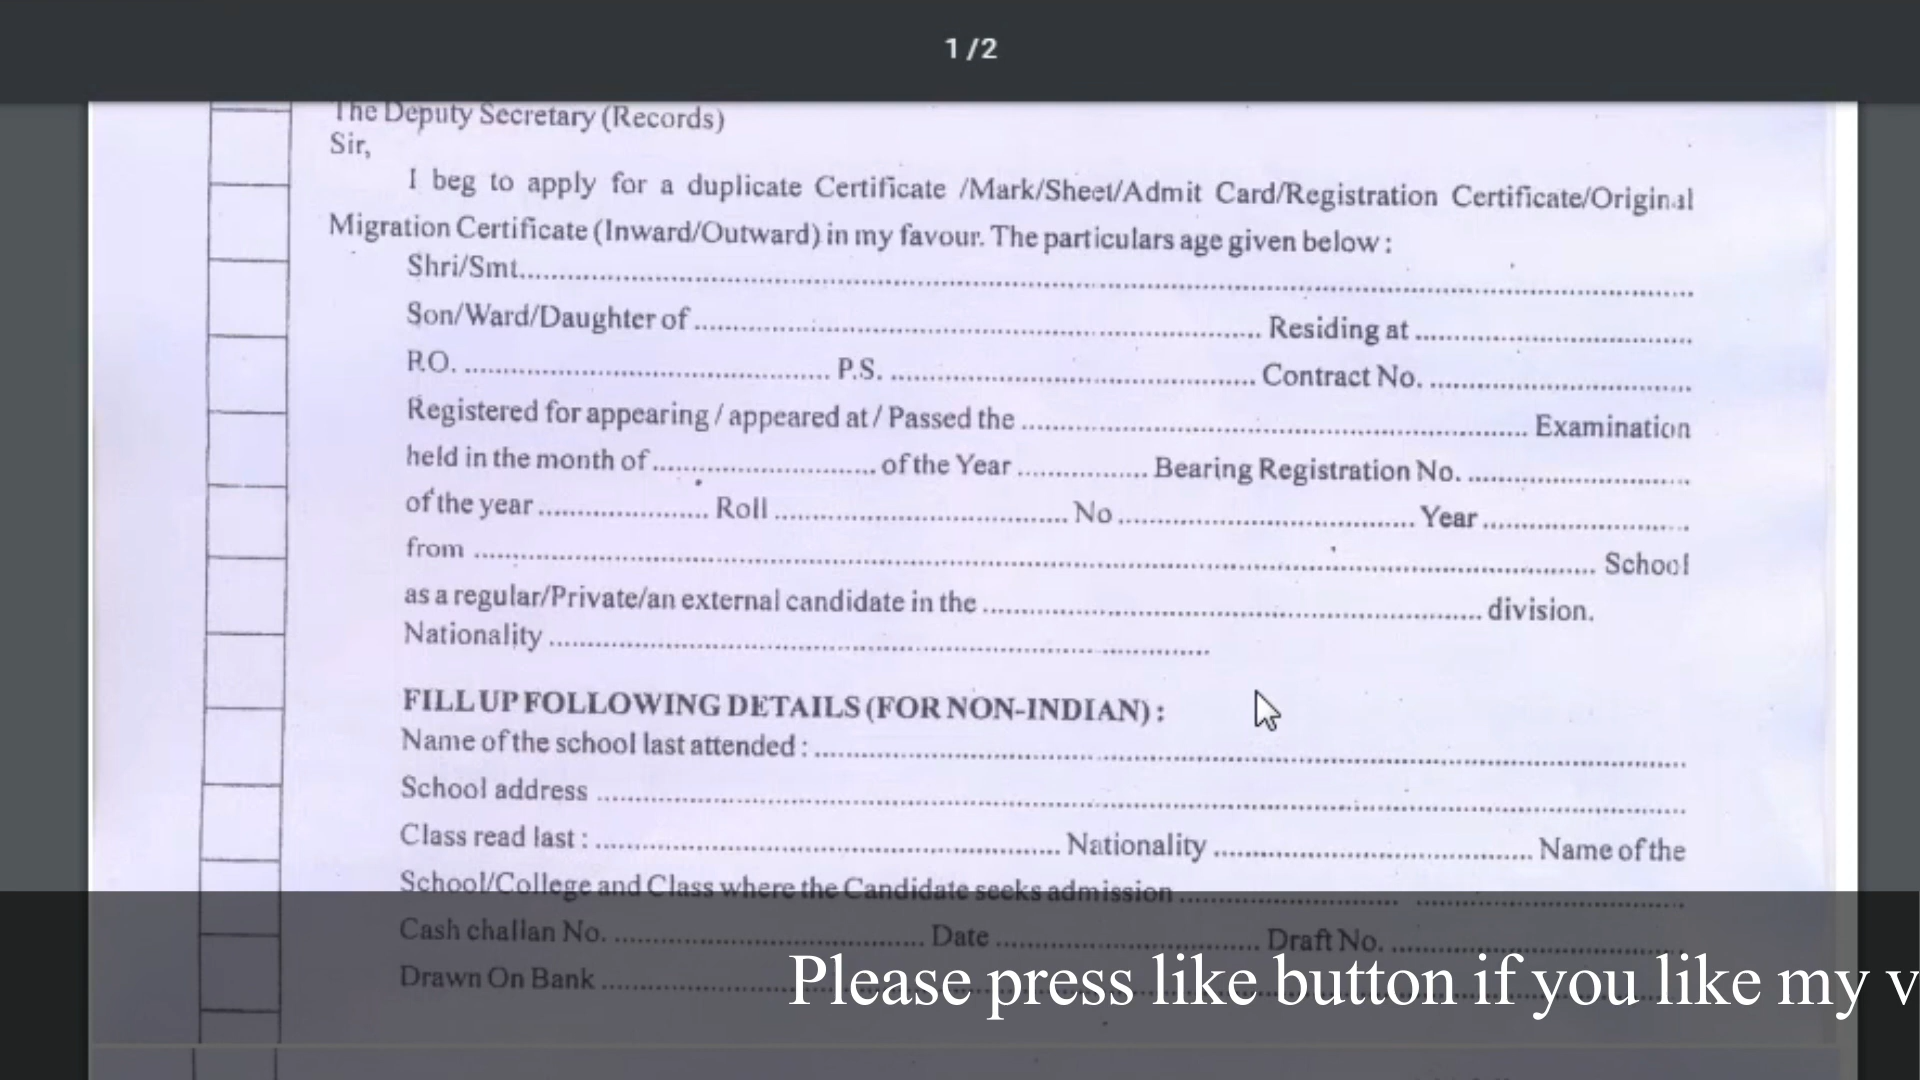 1/2
The Deputy Secretary (Records)
Sir,
I beg to apply for a duplicate Certificate /Mark/Sheet/Admit Card/Registration Certificate/Original
Migration Certificate (Inward/Outward) in my favour. The particulars age given below :
Shri/Smt.
Son/Ward/Daughter of Residing at
P.O. P.S. Contract No.
Registered for appearing / appeared at / Passed the Examination
held in the month of of the Year Bearing Registration No.
of the year Roll No Year
from School
as a regular/Private/an external candidate in the division.
Nationality
FILL UP FOLLOWING DETAILS (FOR NON-INDIAN) :
Name of the school last attended :
School address
Class read last : Nationality Name of the
School/College and Class where the Candidate seeks admission
Cash challan No. Date Draft No.
Drawn On Bank
Please press like button if you like my v